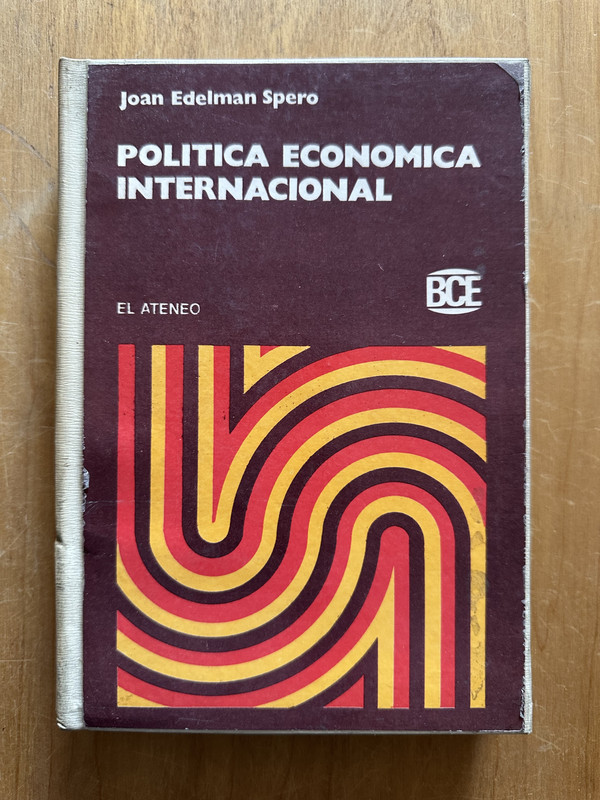 Joan Edelman Spero
POLITICA ECONOMICA
INTERNACIONAL
BCE
EL ATENEO